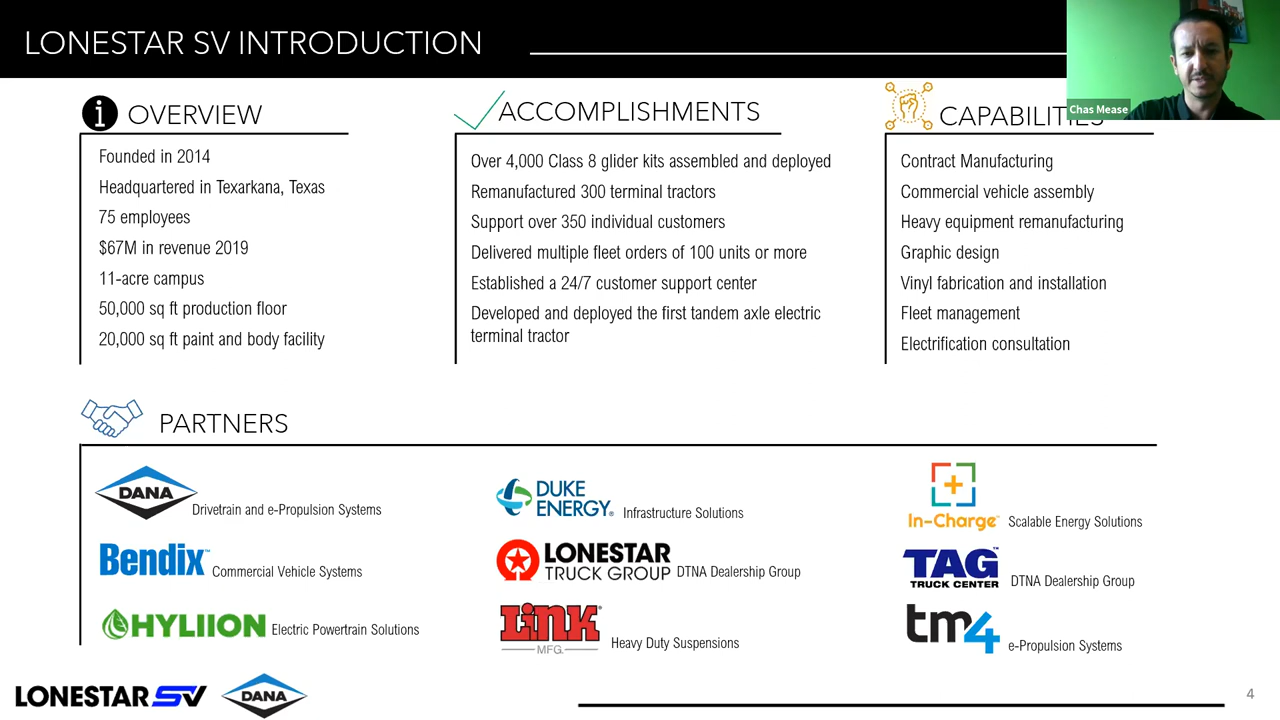 LONESTAR SV INTRODUCTION
Chas Mease
i OVERVIEW
Founded in 2014
Headquartered in Texarkana, Texas
75 employees
$67M in revenue 2019
11-acre campus
50,000 sq ft production floor
20,000 sq ft paint and body facility
ACCOMPLISHMENTS
Over 4,000 Class 8 glider kits assembled and deployed
Remanufactured 300 terminal tractors
Support over 350 individual customers
Delivered multiple fleet orders of 100 units or more
Established a 24/7 customer support center
Developed and deployed the first tandem axle electric
terminal tractor
CAPABILITIES
Contract Manufacturing
Commercial vehicle assembly
Heavy equipment remanufacturing
Graphic design
Vinyl fabrication and installation
Fleet management
Electrification consultation
PARTNERS
DANA Drivetrain and e-Propulsion Systems
Bendix™ Commercial Vehicle Systems
HYLIION Electric Powertrain Solutions
DUKE
ENERGY® Infrastructure Solutions
LONESTAR
TRUCK GROUP DTNA Dealership Group
Link®
MFG. Heavy Duty Suspensions
In-Charge™ Scalable Energy Solutions
TAG™
TRUCK CENTER DTNA Dealership Group
tm4 e-Propulsion Systems
LONESTAR SV DANA
4